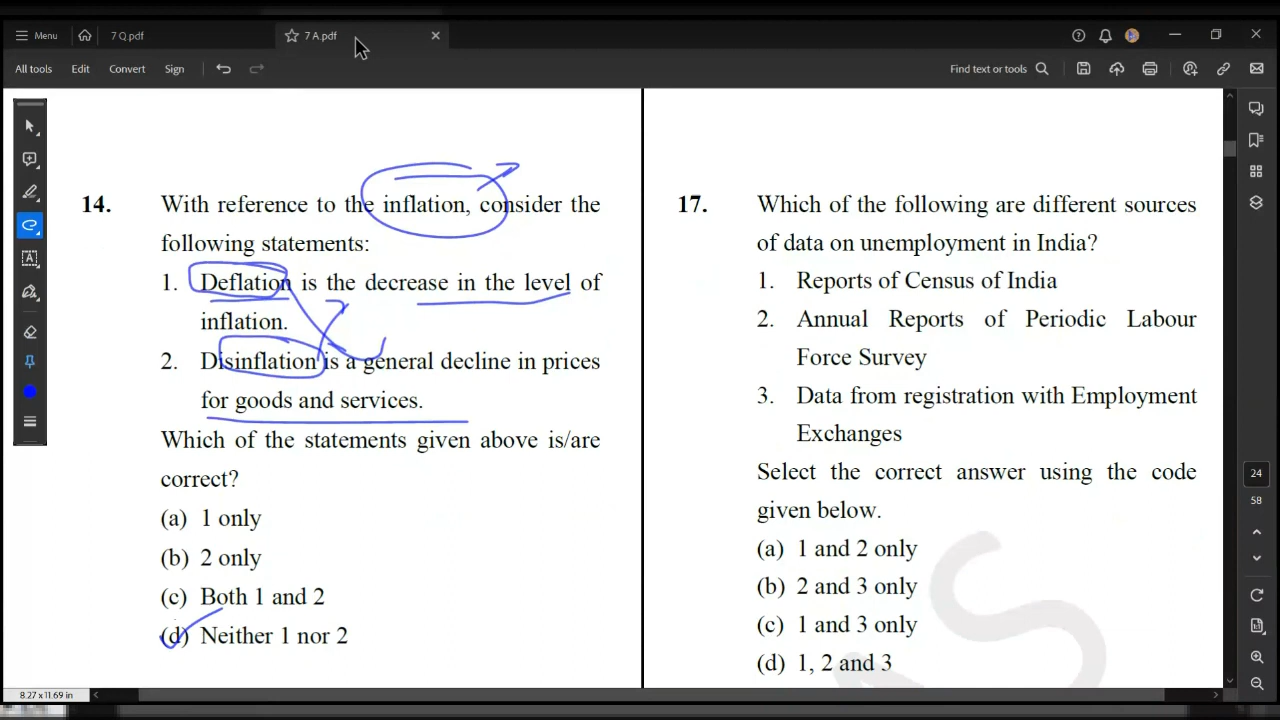 Menu
7 Q.pdf
7 A.pdf
All tools
Edit
Convert
Sign
Find text or tools
14. With reference to the inflation, consider the
following statements:
1. Deflation is the decrease in the level of
inflation.
2. Disinflation is a general decline in prices
for goods and services.
Which of the statements given above is/are
correct?
(a) 1 only
(b) 2 only
(c) Both 1 and 2
(d) Neither 1 nor 2
17. Which of the following are different sources
of data on unemployment in India?
1. Reports of Census of India
2. Annual Reports of Periodic Labour
Force Survey
3. Data from registration with Employment
Exchanges
Select the correct answer using the code
given below.
(a) 1 and 2 only
(b) 2 and 3 only
(c) 1 and 3 only
(d) 1, 2 and 3
24
58
8.27 x 11.69 in